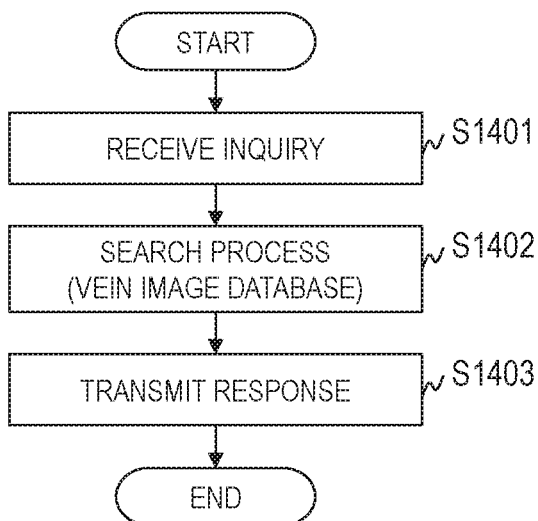 START
RECEIVE INQUIRY
S1401
SEARCH PROCESS
(VEIN IMAGE DATABASE)
S1402
TRANSMIT RESPONSE
S1403
END